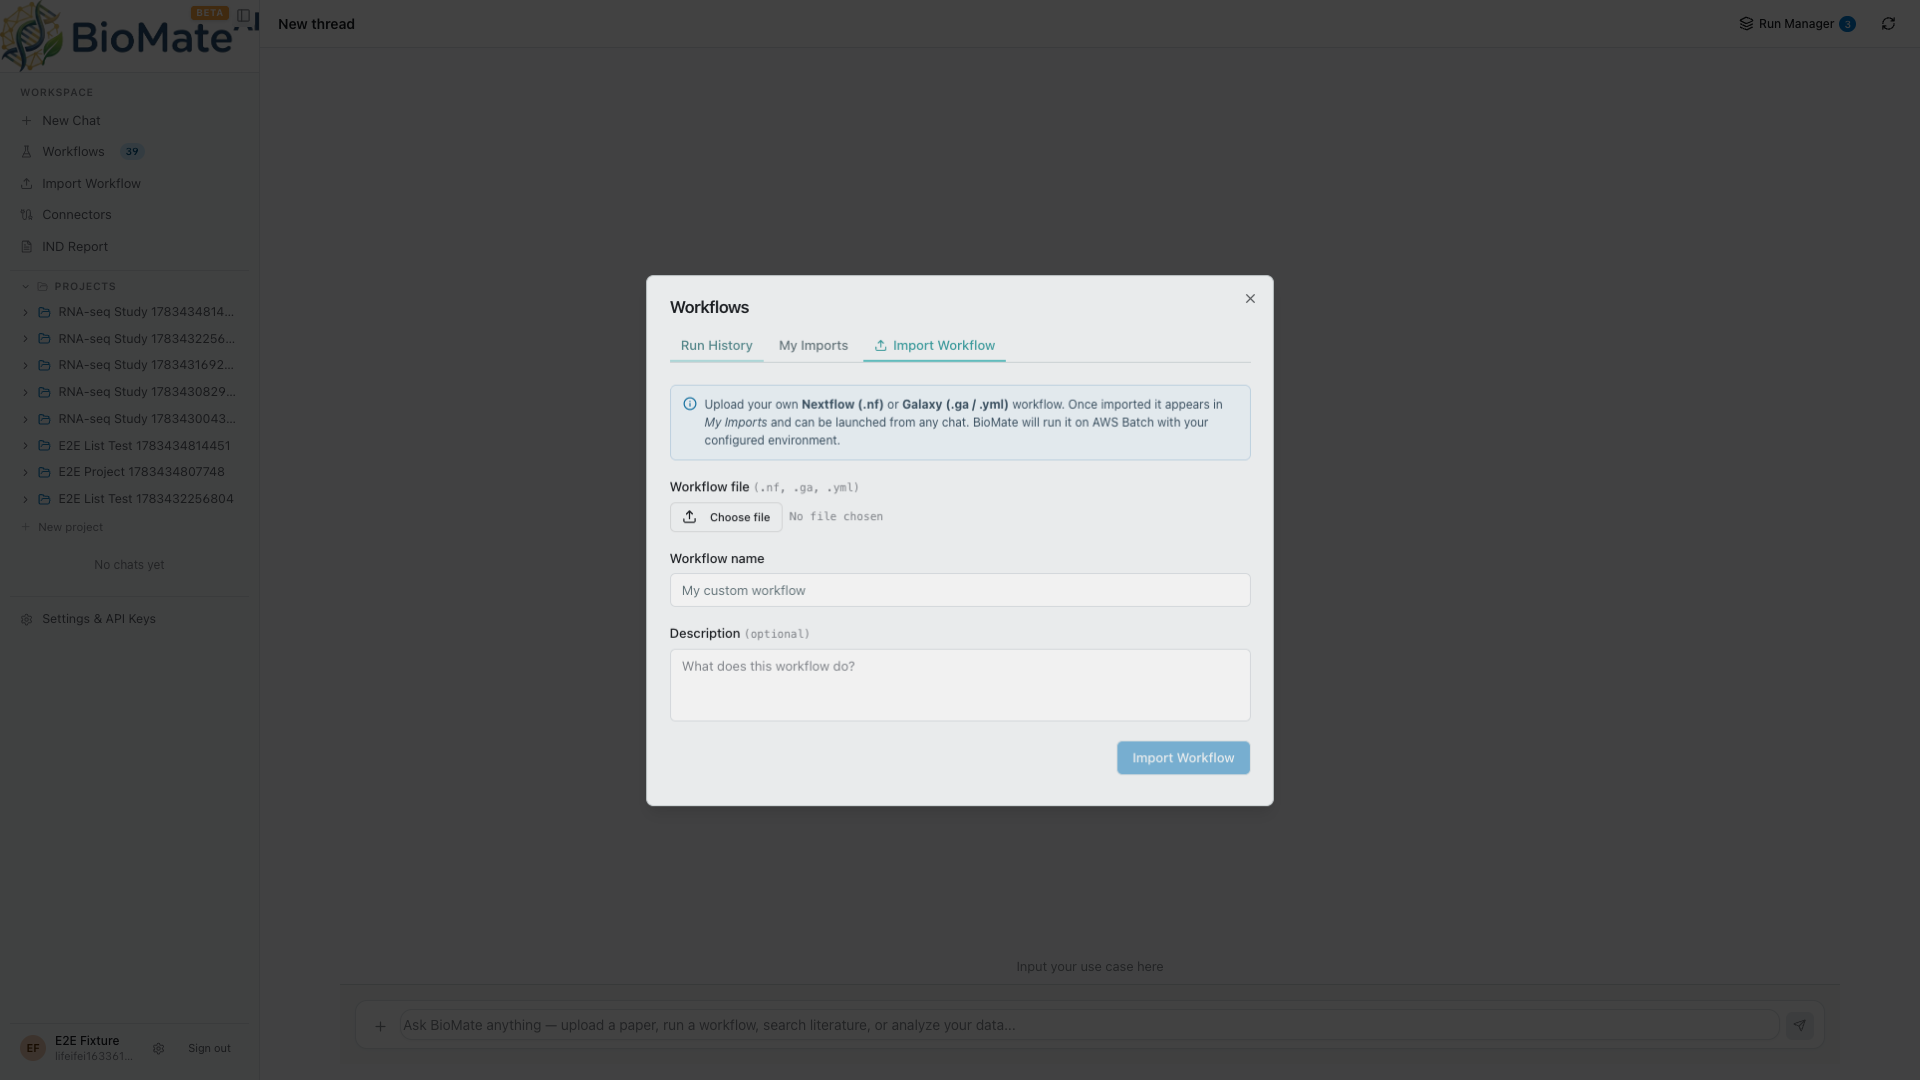 BETA
BioMate
New thread
Run Manager 3
WORKSPACE
New Chat
Workflows 39
Import Workflow
Connectors
IND Report
PROJECTS
RNA-seq Study 1783434814...
RNA-seq Study 1783432256...
RNA-seq Study 1783431692...
RNA-seq Study 1783430829...
RNA-seq Study 1783430043...
E2E List Test 1783434814451
E2E Project 1783434807748
E2E List Test 1783432256804
New project
No chats yet
Settings & API Keys
EF
E2E Fixture
lifeifei163361...
Sign out
Workflows
Run History
My Imports
Import Workflow
Upload your own Nextflow (.nf) or Galaxy (.ga / .yml) workflow. Once imported it appears in
My Imports and can be launched from any chat. BioMate will run it on AWS Batch with your
configured environment.
Workflow file (.nf, .ga, .yml)
Choose file No file chosen
Workflow name
My custom workflow
Description (optional)
What does this workflow do?
Import Workflow
Input your use case here
Ask BioMate anything — upload a paper, run a workflow, search literature, or analyze your data...